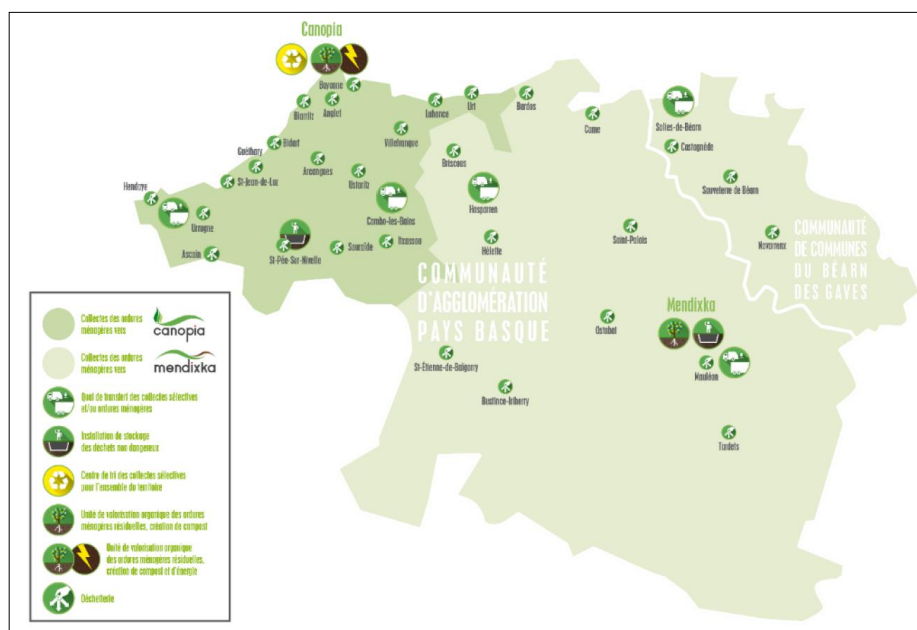 Canopia
Bayonne
Biarritz
Anglet
Lahonce
Urt
Bardos
Came
Salies-de-Béarn
Castagnède
Guéthary
Bidart
Villefranque
Briscous
Arcangues
St-Jean-de-Luz
Ustaritz
Sauveterre de Béarn
Hendaye
Urrugne
Cambo-les-Bains
Hasparren
Saint-Palais
Navarrenx
COMMUNAUTÉ
DE COMMUNES
DU BÉARN
DES GAVES
Ascain
St-Pée-Sur-Nivelle
Souraïde
Itxassou
Hélette
COMMUNAUTÉ
D'AGGLOMÉRATION
PAYS BASQUE
Mendixka
Ostabat
St-Étienne-de-Baïgorry
Mauléon
Bustince-Iriberry
Tardets
Collectes des ordures
ménagères vers
canopia
Collectes des ordures
ménagères vers
mendixka
Quai de transfert des collectes sélectives
et/ou ordures ménagères
Installation de stockage
des déchets non dangereux
Centre de tri des collectes sélectives
pour l'ensemble du territoire
Unité de valorisation organique des ordures
ménagères résiduelles, création de compost
Unité de valorisation organique
des ordures ménagères résiduelles,
création de compost et d'énergie
Déchetterie